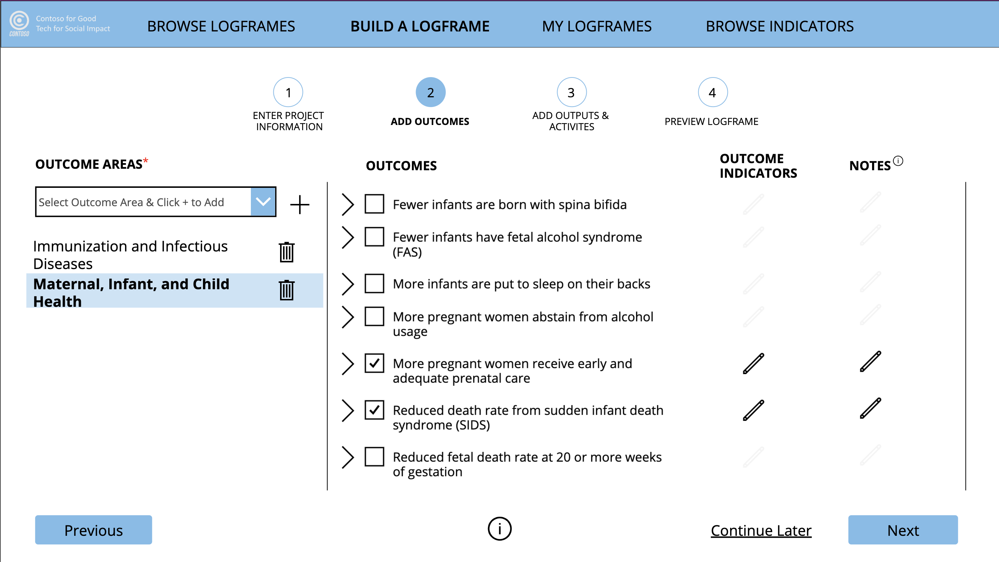 Contoso for Good
Tech for Social Impact
CONTOSO
BROWSE LOGFRAMES
BUILD A LOGFRAME
MY LOGFRAMES
BROWSE INDICATORS
1
ENTER PROJECT
INFORMATION
2
ADD OUTCOMES
3
ADD OUTPUTS &
ACTIVITES
4
PREVIEW LOGFRAME
OUTCOME AREAS*
Select Outcome Area & Click + to Add
Immunization and Infectious
Diseases
Maternal, Infant, and Child
Health
OUTCOMES
OUTCOME
INDICATORS
NOTES
Fewer infants are born with spina bifida
Fewer infants have fetal alcohol syndrome
(FAS)
More infants are put to sleep on their backs
More pregnant women abstain from alcohol
usage
More pregnant women receive early and
adequate prenatal care
Reduced death rate from sudden infant death
syndrome (SIDS)
Reduced fetal death rate at 20 or more weeks
of gestation
Previous
i
Continue Later
Next